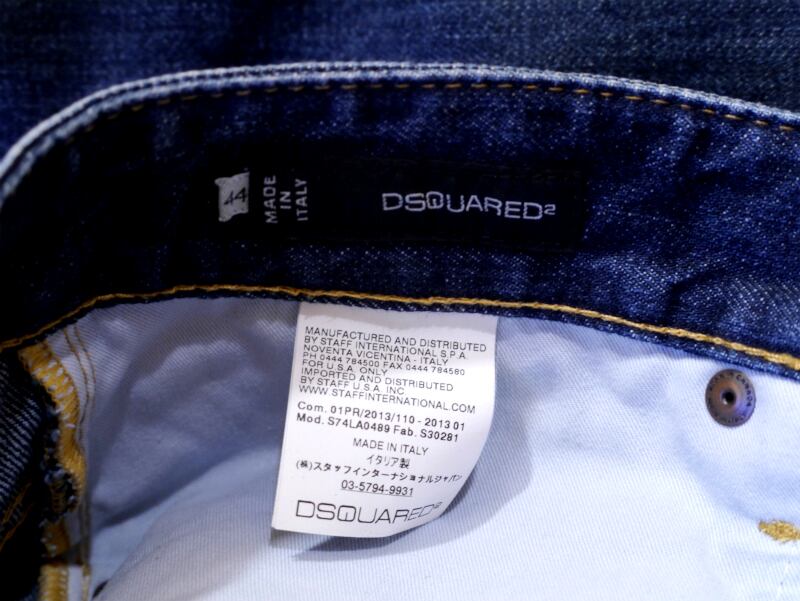 44
MADE
IN
ITALY
DSQUARED2
MANUFACTURED AND DISTRIBUTED
BY STAFF INTERNATIONAL S.P.A.
NOVENTA VICENTINA - ITALY
PH 0444 784500 FAX 0444 784580
FOR U.S.A. ONLY
IMPORTED AND DISTRIBUTED
BY STAFF U.S.A. INC
WWW.STAFFINTERNATIONAL.COM
Com. 01PR/2013/110 - 2013 01
Mod. S74LA0489 Fab. S30281
MADE IN ITALY
イタリア製
(株)スタッフインターナショナルジャパン
03-5794-9931
DSQUARED2